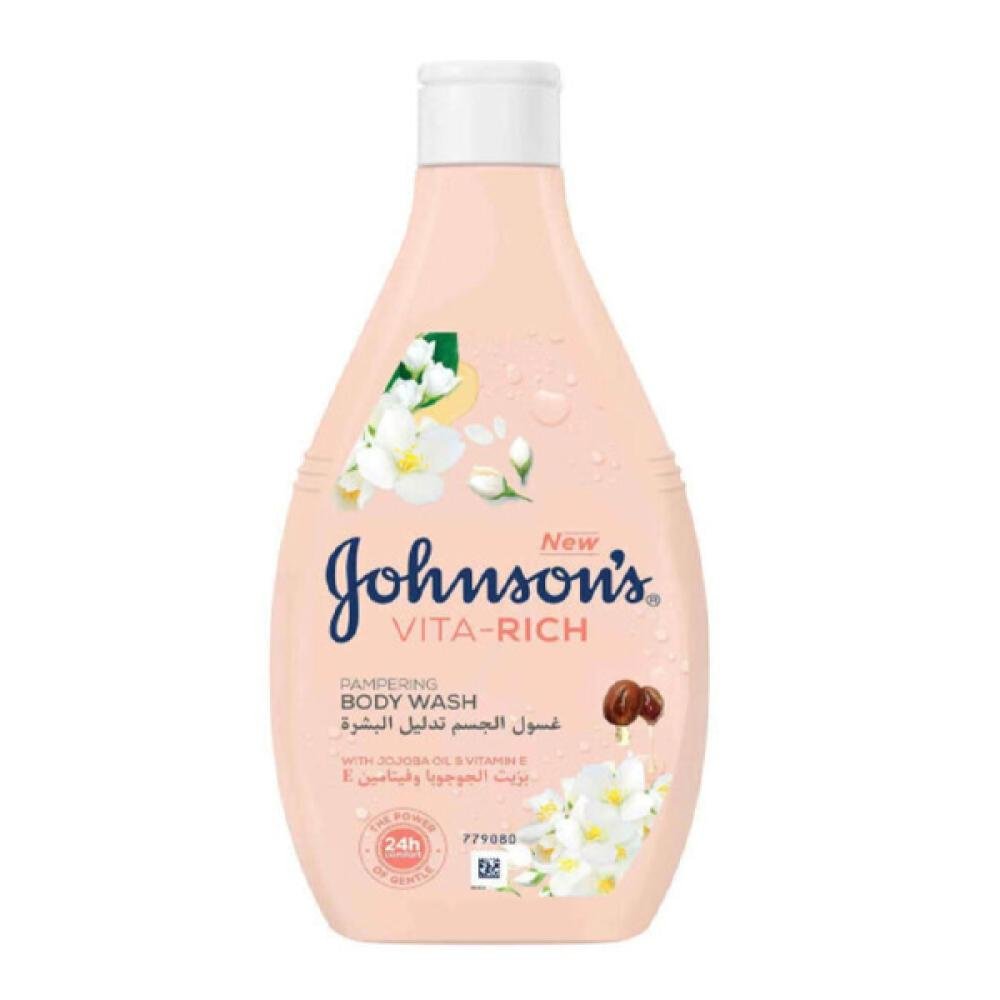 New
Johnson's®
VITA-RICH
PAMPERING
BODY WASH
غسول الجسم تدليل البشرة
WITH JOJOBA OIL & VITAMIN E
بزيت الجوجوبا وفيتامين E
THE POWER
24h
comfort
OF GENTLE
779080